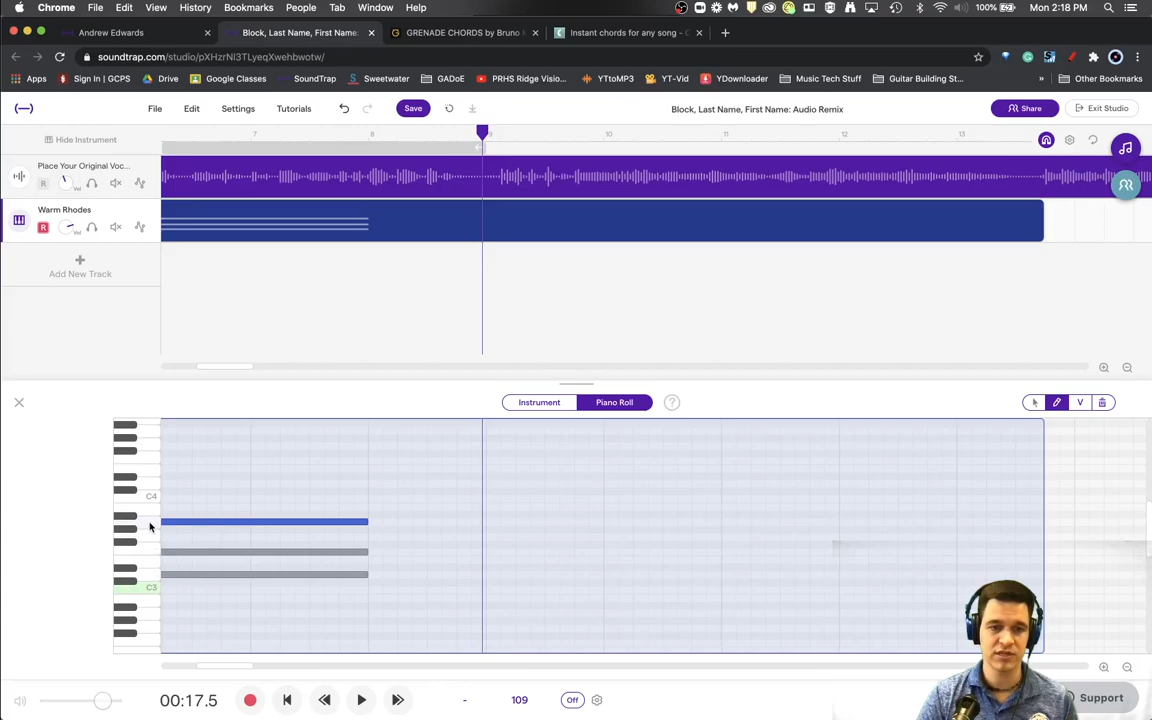 Chrome File Edit View History Bookmarks People Tab Window Help 100% Mon 2:18 PM
Andrew Edwards Block, Last Name, First Name: GRENADE CHORDS by Bruno Instant chords for any song - C
soundtrap.com/studio/pXHzrNI3TLyeqXwehbwotv/
Apps Sign In | GCPS Drive Google Classes SoundTrap Sweetwater GADoE PRHS Ridge Visio... YTtoMP3 YT-Vid YDownloader Music Tech Stuff Guitar Building St... » Other Bookmarks
File Edit Settings Tutorials Save Block, Last Name, First Name: Audio Remix Share Exit Studio
Hide Instrument 7 8 9 10 11 12 13
Place Your Original Voc...
R Vol
Warm Rhodes
R Vol
Add New Track
Instrument Piano Roll ? V
C4
C3
00:17.5 - 109 Off Support